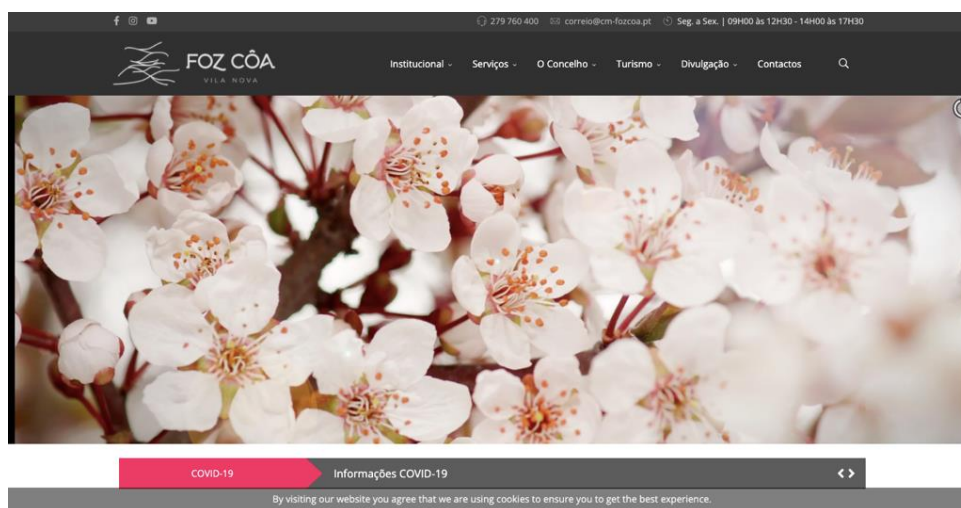 279 760 400 correio@cm-fozcoa.pt Seg. a Sex. | 09H00 às 12H30 - 14H00 às 17H30
FOZ CÔA
VILA NOVA
Institucional Serviços O Concelho Turismo Divulgação Contactos
COVID-19 Informações COVID-19
By visiting our website you agree that we are using cookies to ensure you to get the best experience.